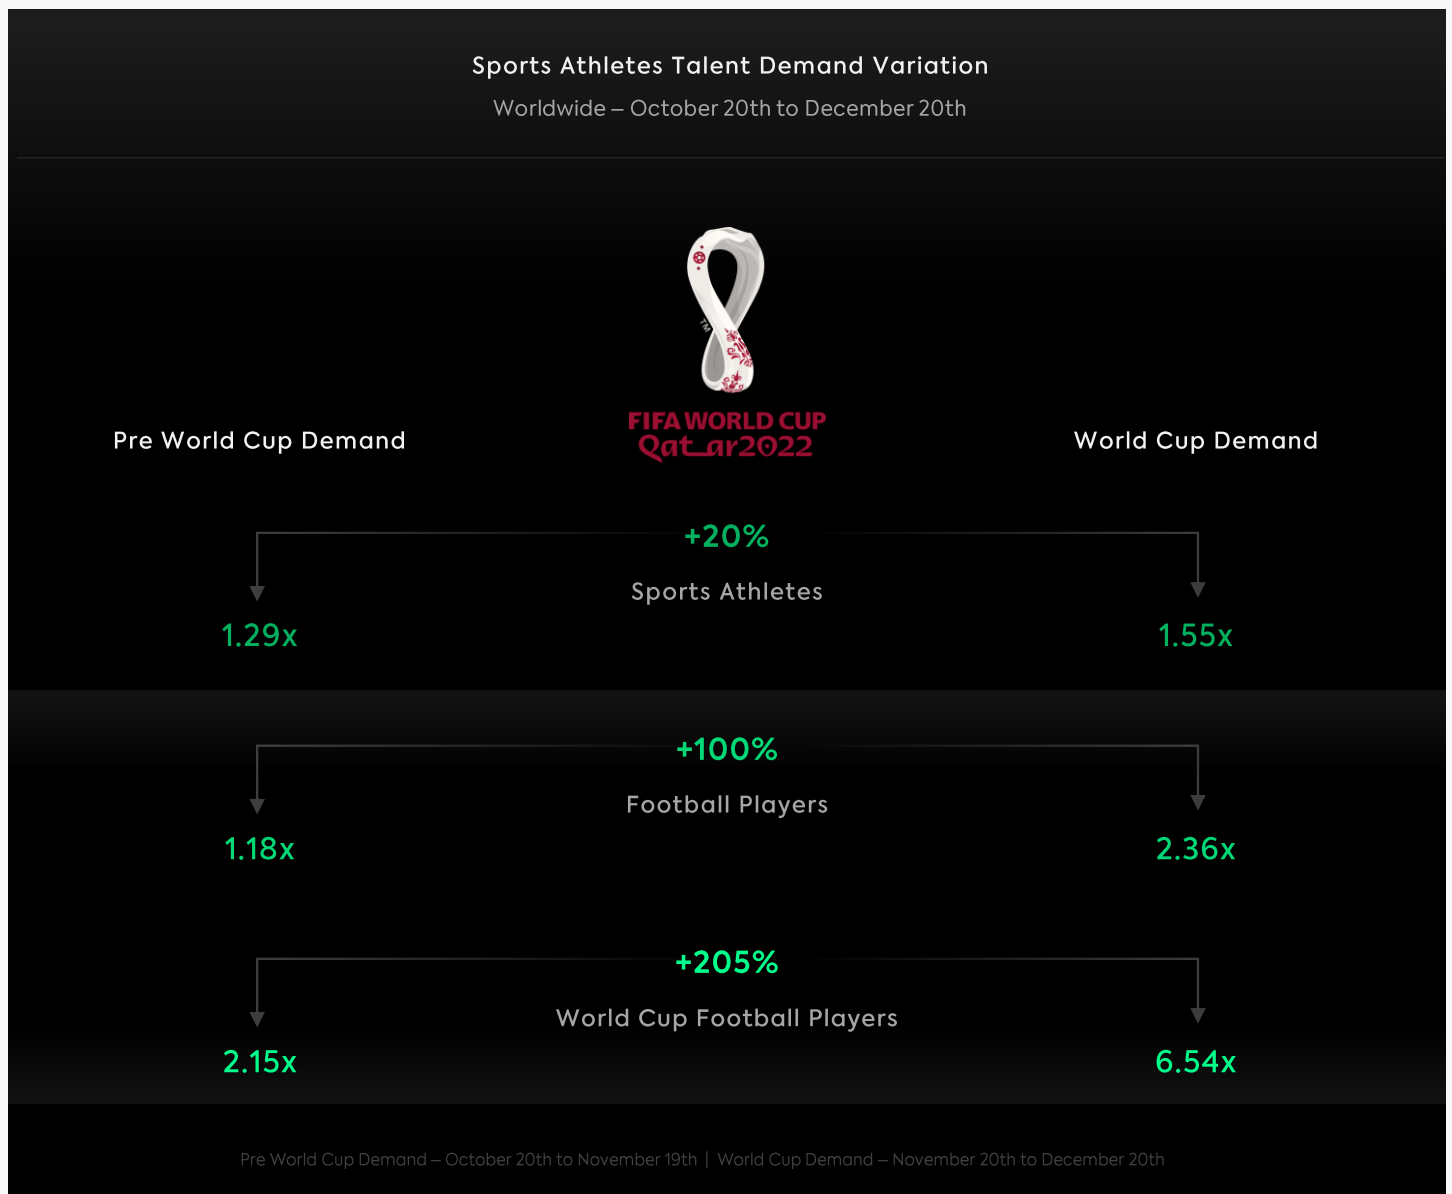 Sports Athletes Talent Demand Variation
Worldwide – October 20th to December 20th
TM
FIFA WORLD CUP
Qatar2022
Pre World Cup Demand
World Cup Demand
+20%
Sports Athletes
1.29x
1.55x
+100%
Football Players
1.18x
2.36x
+205%
World Cup Football Players
2.15x
6.54x
Pre World Cup Demand – October 20th to November 19th | World Cup Demand – November 20th to December 20th